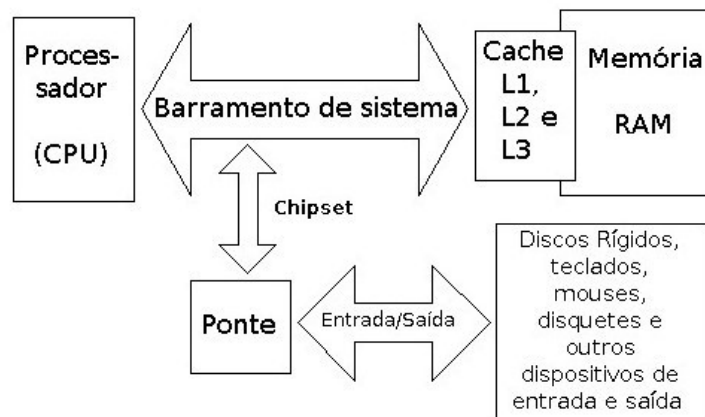 Proces-
sador
(CPU)
Barramento de sistema
Cache
L1,
L2 e
L3
Memória
RAM
Chipset
Ponte
Entrada/Saída
Discos Rígidos,
teclados,
mouses,
disquetes e
outros
dispositivos de
entrada e saída